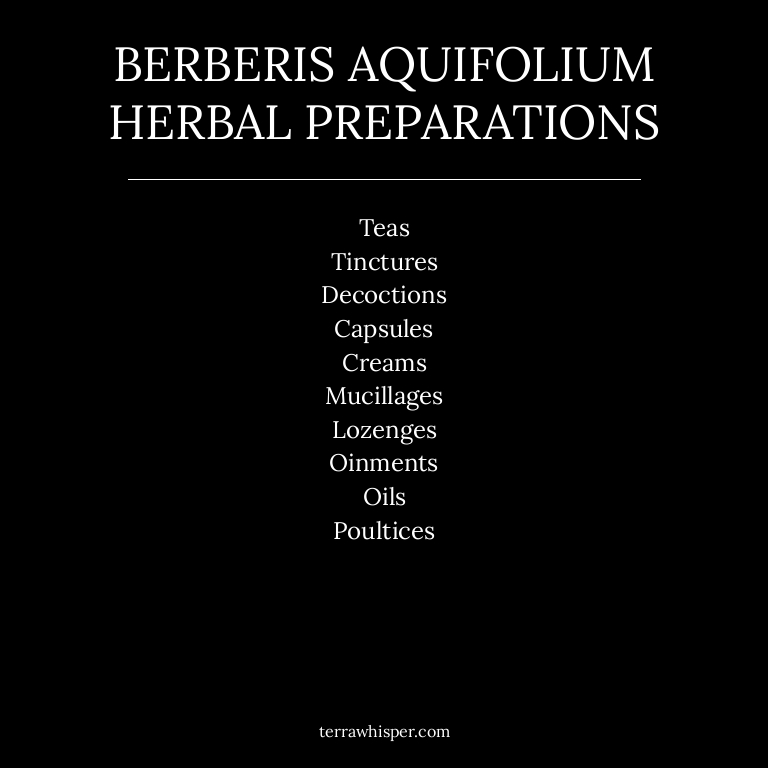 BERBERIS AQUIFOLIUM
HERBAL PREPARATIONS
Teas
Tinctures
Decoctions
Capsules
Creams
Mucillages
Lozenges
Oinments
Oils
Poultices
terrawhisper.com